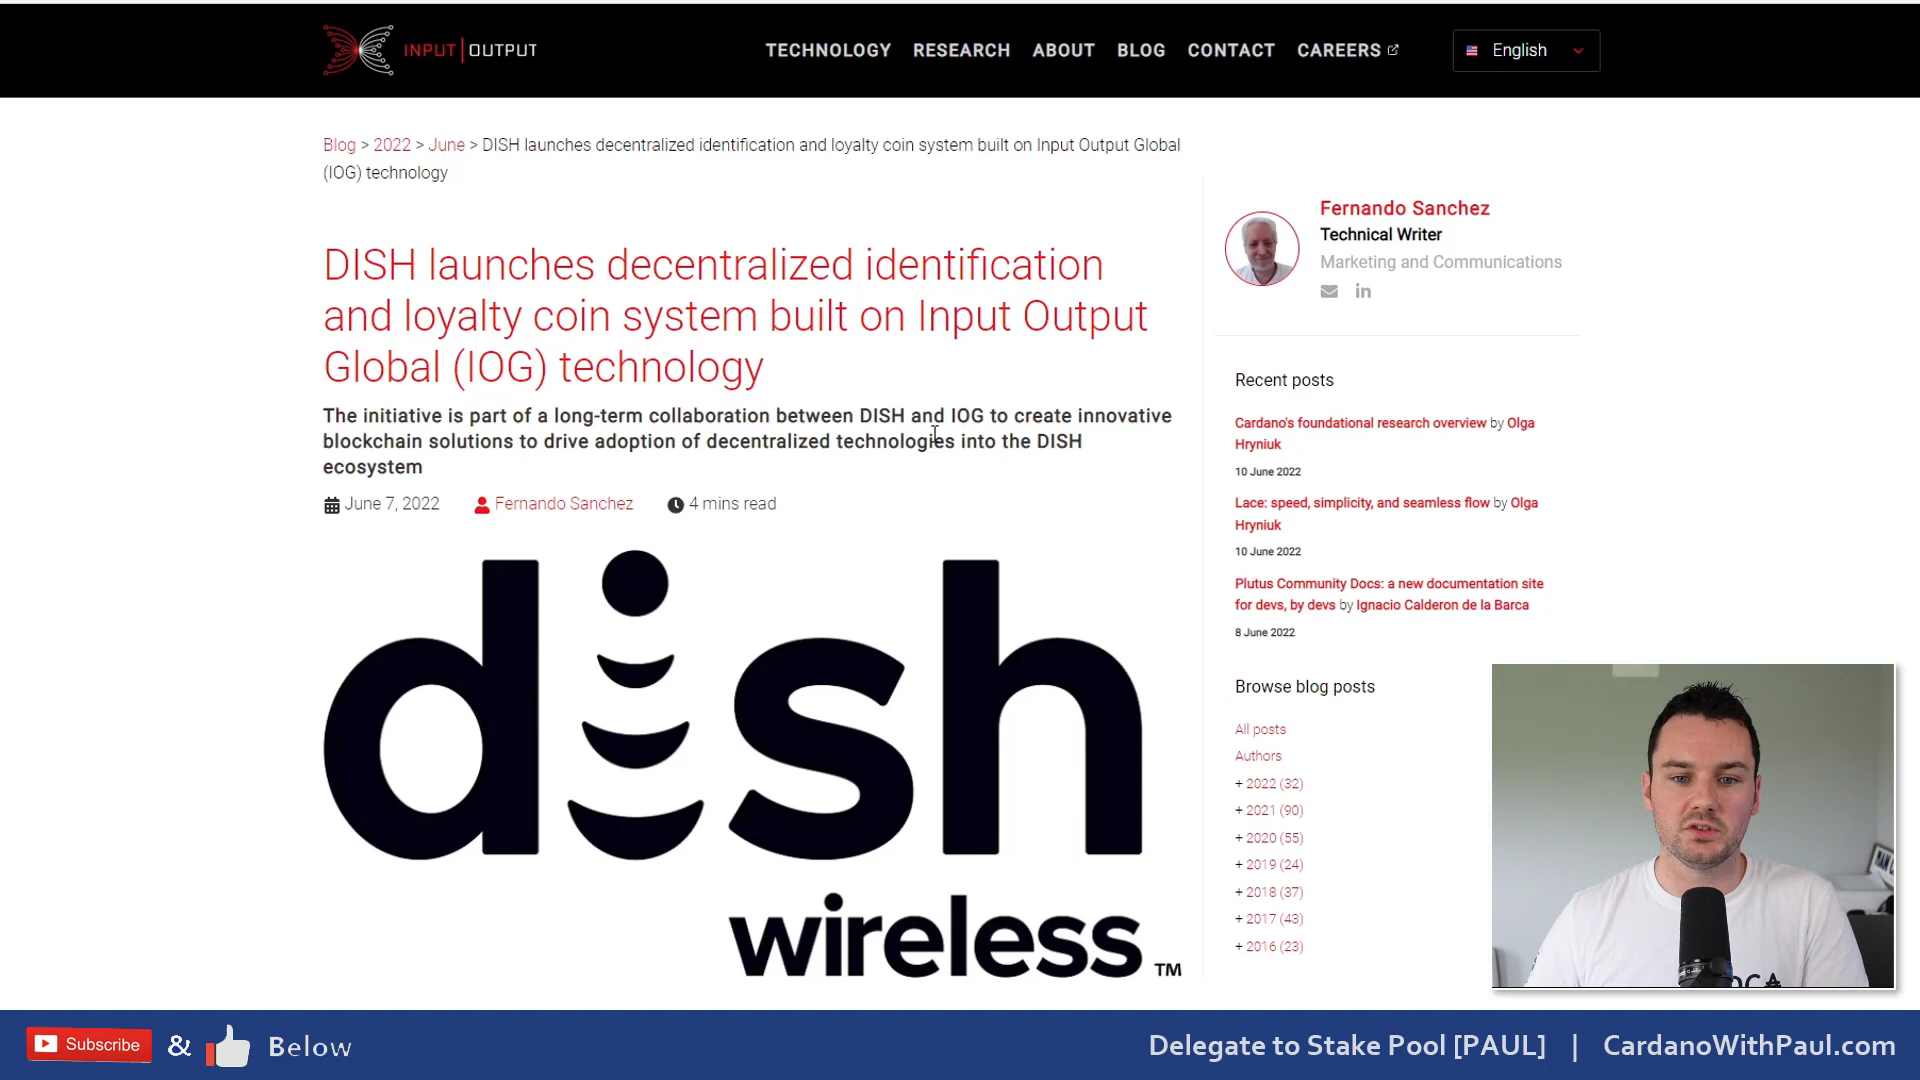 INPUT | OUTPUT
TECHNOLOGY RESEARCH ABOUT BLOG CONTACT CAREERS
English
Blog > 2022 > June > DISH launches decentralized identification and loyalty coin system built on Input Output Global
(IOG) technology
DISH launches decentralized identification
and loyalty coin system built on Input Output
Global (IOG) technology
The initiative is part of a long-term collaboration between DISH and IOG to create innovative
blockchain solutions to drive adoption of decentralized technologies into the DISH
ecosystem
June 7, 2022 Fernando Sanchez 4 mins read
dish
wireless TM
Fernando Sanchez
Technical Writer
Marketing and Communications
in
Recent posts
Cardano's foundational research overview by Olga
Hryniuk
10 June 2022
Lace: speed, simplicity, and seamless flow by Olga
Hryniuk
10 June 2022
Plutus Community Docs: a new documentation site
for devs, by devs by Ignacio Calderon de la Barca
8 June 2022
Browse blog posts
All posts
Authors
+ 2022 (32)
+ 2021 (90)
+ 2020 (55)
+ 2019 (24)
+ 2018 (37)
+ 2017 (43)
+ 2016 (23)
Subscribe & Below
Delegate to Stake Pool [PAUL] | CardanoWithPaul.com